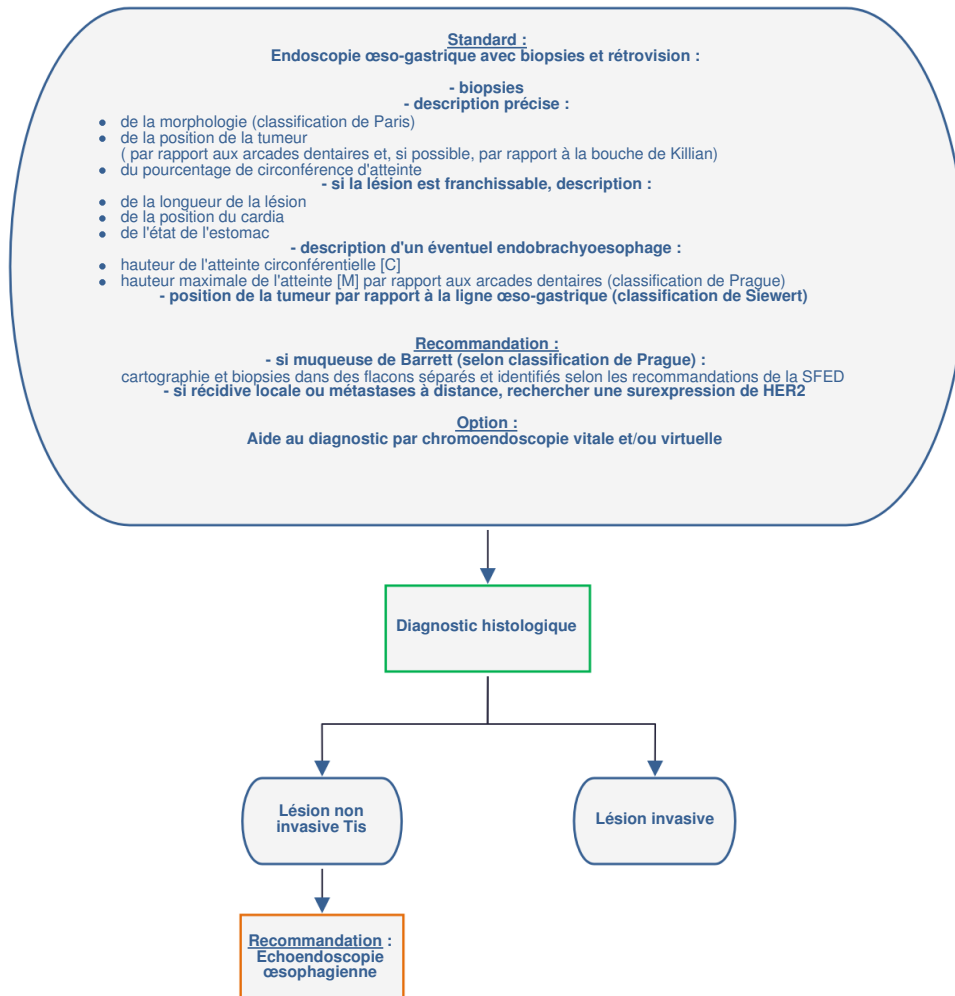 Standard :
Endoscopie œso-gastrique avec biopsies et rétrovision :
- biopsies
- description précise :
• de la morphologie (classification de Paris)
• de la position de la tumeur
( par rapport aux arcades dentaires et, si possible, par rapport à la bouche de Killian)
• du pourcentage de circonférence d'atteinte
- si la lésion est franchissable, description :
• de la longueur de la lésion
• de la position du cardia
• de l'état de l'estomac
- description d'un éventuel endobrachyoesophage :
• hauteur de l'atteinte circonférentielle [C]
• hauteur maximale de l'atteinte [M] par rapport aux arcades dentaires (classification de Prague)
- position de la tumeur par rapport à la ligne œso-gastrique (classification de Siewert)
Recommandation :
- si muqueuse de Barrett (selon classification de Prague) :
cartographie et biopsies dans des flacons séparés et identifiés selon les recommandations de la SFED
- si récidive locale ou métastases à distance, rechercher une surexpression de HER2
Option :
Aide au diagnostic par chromoendoscopie vitale et/ou virtuelle
Diagnostic histologique
Lésion non
invasive Tis
Lésion invasive
Recommandation :
Echoendoscopie
œsophagienne